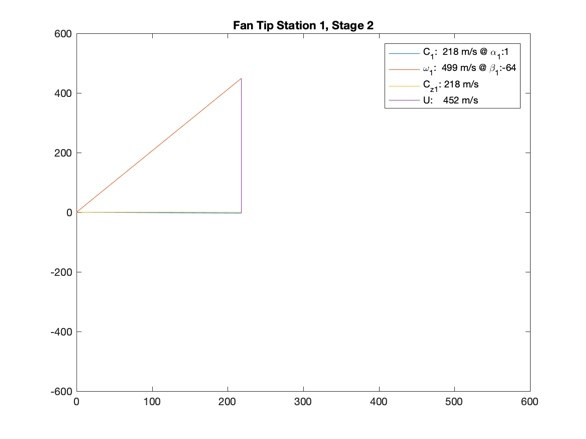 Fan Tip Station 1, Stage 2
600
400
200
0
-200
-400
-600
0 100 200 300 400 500 600
C₁: 218 m/s @ α₁:1
ω₁: 499 m/s @ β₁:-64
C_z1: 218 m/s
U: 452 m/s